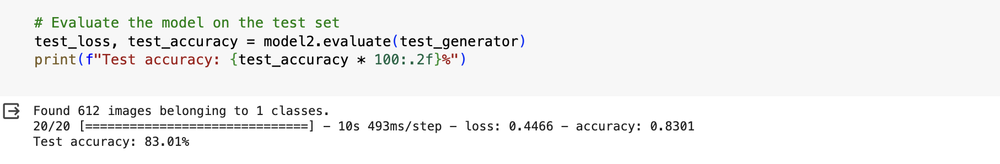 # Evaluate the model on the test set
test_loss, test_accuracy = model2.evaluate(test_generator)
print(f"Test accuracy: {test_accuracy * 100:.2f}%")
Found 612 images belonging to 1 classes.
20/20 [==============================] - 10s 493ms/step - loss: 0.4466 - accuracy: 0.8301
Test accuracy: 83.01%